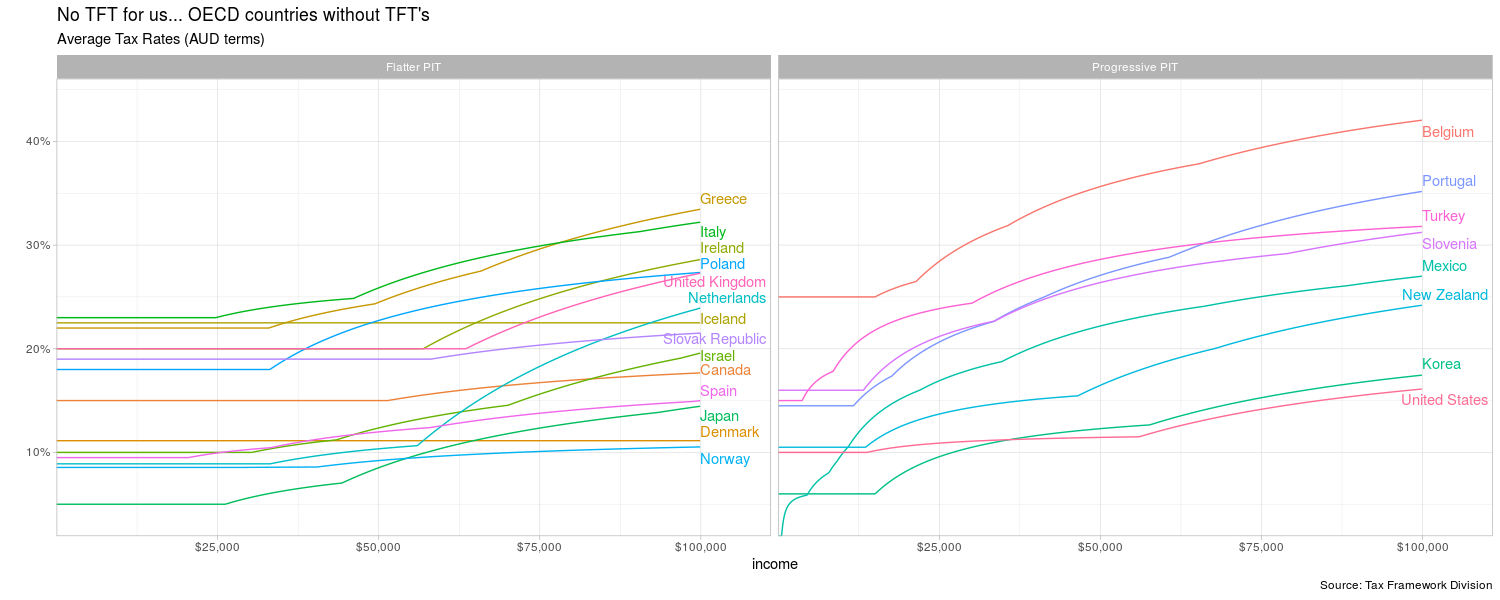 No TFT for us... OECD countries without TFT's
Average Tax Rates (AUD terms)
Flatter PIT
Progressive PIT
40%
30%
20%
10%
Greece
Italy
Ireland
Poland
United Kingdom
Netherlands
Iceland
Slovak Republic
Israel
Canada
Spain
Japan
Denmark
Norway
Belgium
Portugal
Turkey
Slovenia
Mexico
New Zealand
Korea
United States
$25,000
$50,000
$75,000
$100,000
$25,000
$50,000
$75,000
$100,000
income
Source: Tax Framework Division